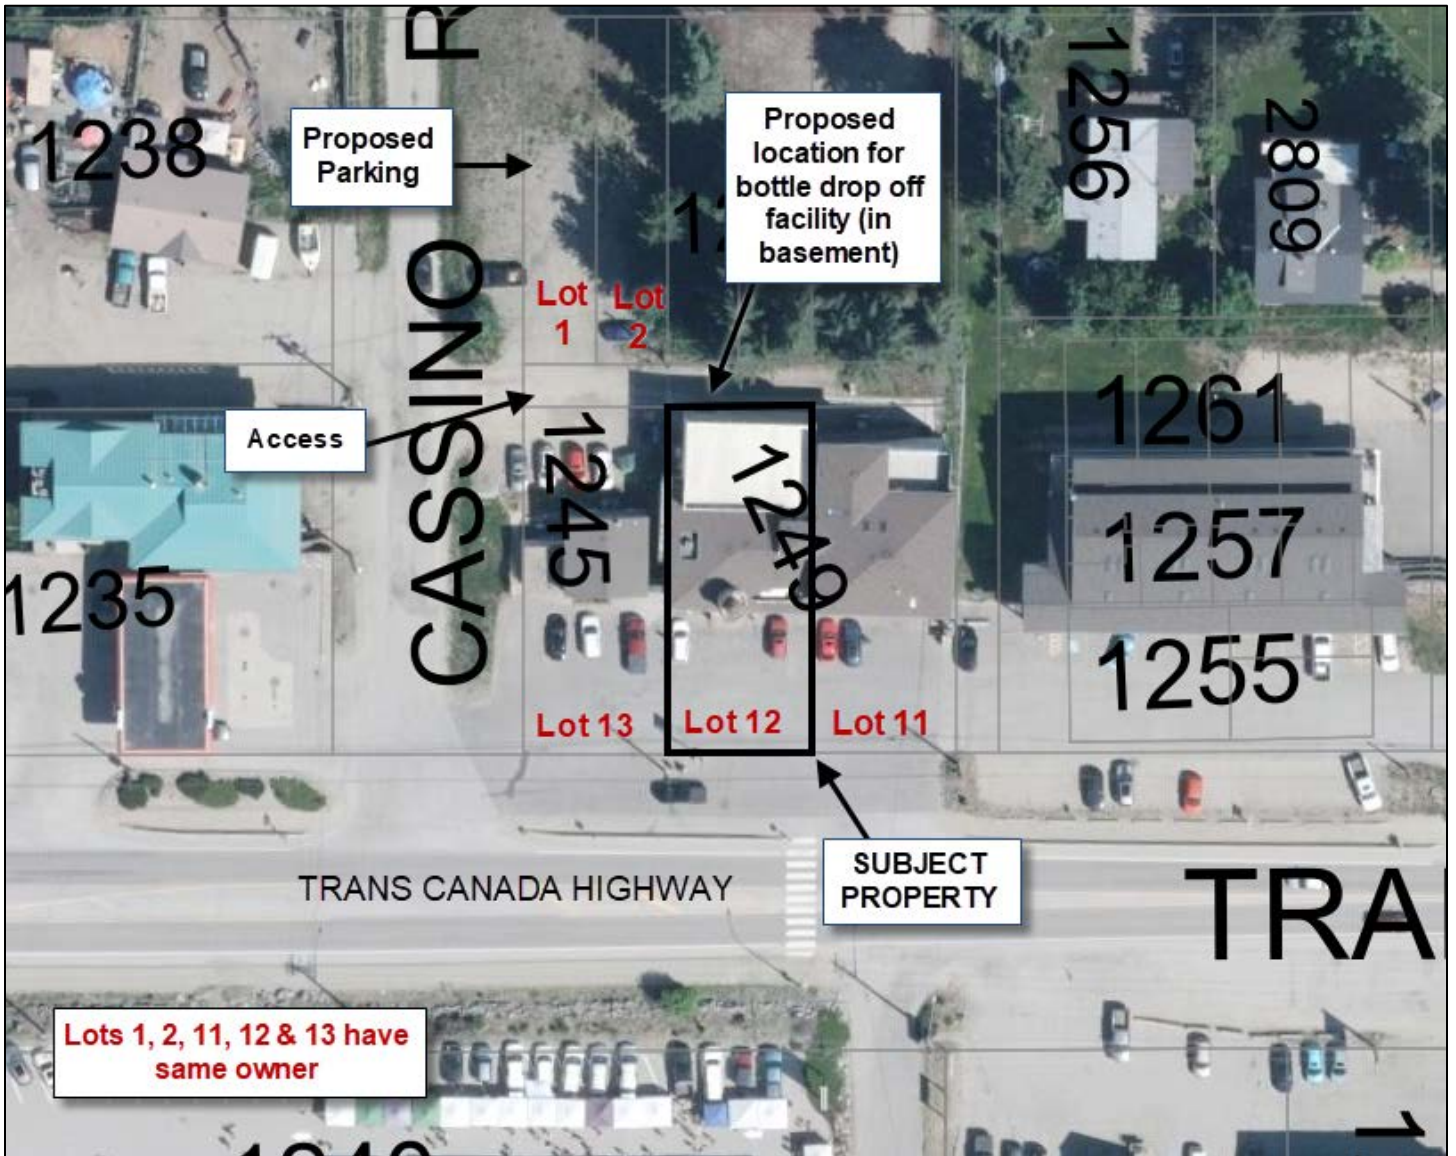 R
1256
2809
1238
Proposed
Parking
Proposed
location for
bottle drop off
facility (in
basement)
Lot
1
Lot
2
CASSINO
Access
1245
1249
1261
1257
1255
1235
Lot 13
Lot 12
Lot 11
SUBJECT
PROPERTY
TRANS CANADA HIGHWAY
TRA
Lots 1, 2, 11, 12 & 13 have
same owner
1